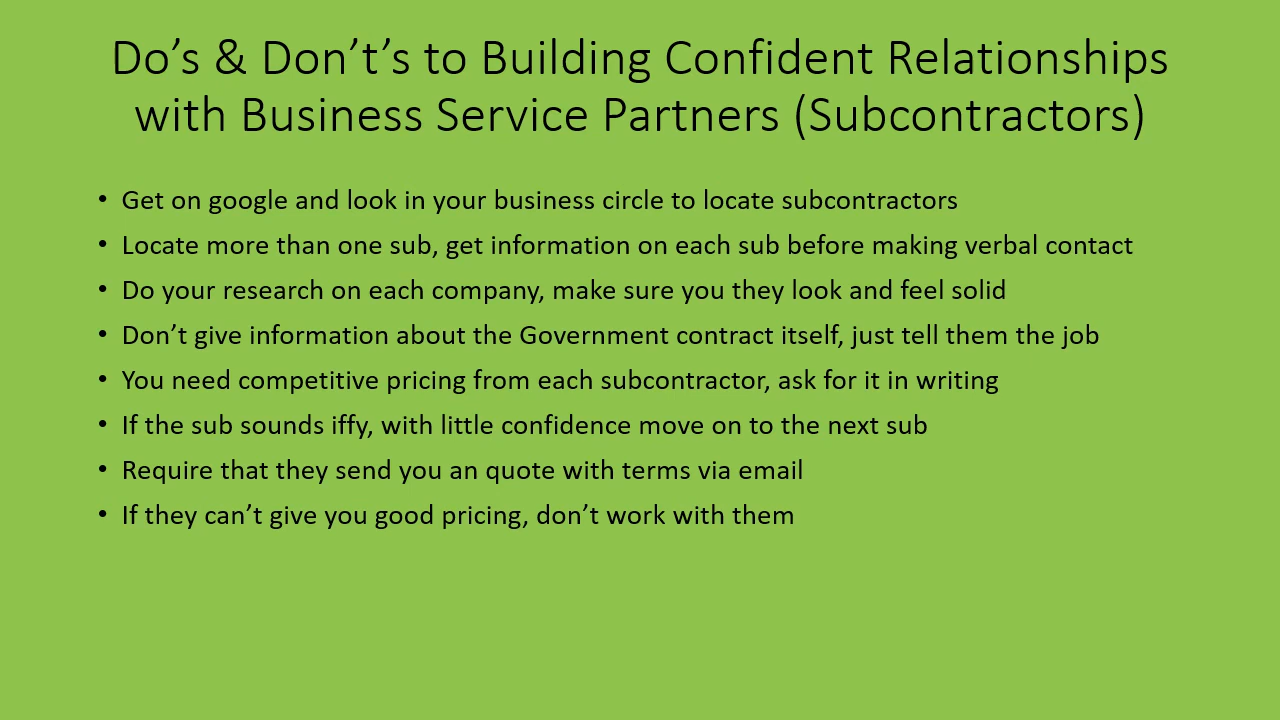 Do’s & Don’t’s to Building Confident Relationships
with Business Service Partners (Subcontractors)
• Get on google and look in your business circle to locate subcontractors
• Locate more than one sub, get information on each sub before making verbal contact
• Do your research on each company, make sure you they look and feel solid
• Don’t give information about the Government contract itself, just tell them the job
• You need competitive pricing from each subcontractor, ask for it in writing
• If the sub sounds iffy, with little confidence move on to the next sub
• Require that they send you an quote with terms via email
• If they can’t give you good pricing, don’t work with them